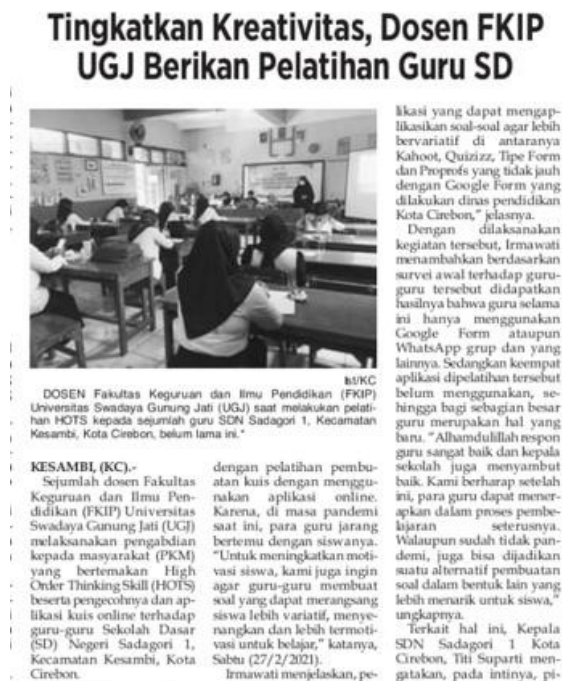 Tingkatkan Kreativitas, Dosen FKIP
UGJ Berikan Pelatihan Guru SD
Ist/KC
DOSEN Fakultas Keguruan dan Ilmu Pendidikan (FKIP)
Universitas Swadaya Gunung Jati (UGJ) saat melakukan pelati-
han HOTS kepada sejumlah guru SDN Sadagori 1, Kecamatan
Kesambi, Kota Cirebon, belum lama ini.*
KESAMBI, (KC).-
Sejumlah dosen Fakultas
Keguruan dan Ilmu Pen-
didikan (FKIP) Universitas
Swadaya Gunung Jati (UGJ)
melaksanakan pengabdian
kepada masyarakat (PKM)
yang bertemakan High
Order Thinking Skill (HOTS)
beserta pengecohnya dan ap-
likasi kuis online terhadap
guru-guru Sekolah Dasar
(SD) Negeri Sadagori 1,
Kecamatan Kesambi, Kota
Cirebon.
dengan pelatihan pembu-
atan kuis dengan menggu-
nakan aplikasi online.
Karena, di masa pandemi
saat ini, para guru jarang
bertemu dengan siswanya.
"Untuk meningkatkan moti-
vasi siswa, kami juga ingin
agar guru-guru membuat
soal yang dapat merangsang
siswa lebih variatif, menye-
nangkan dan lebih termoti-
vasi untuk belajar," katanya,
Sabtu (27/2/2021).
Irmawati menjelaskan, pe-
likasi yang dapat mengap-
likasikan soal-soal agar lebih
bervariatif di antaranya
Kahoot, Quizizz, Tipe Form
dan Proprofs yang tidak jauh
dengan Google Form yang
dilakukan dinas pendidikan
Kota Cirebon," jelasnya.
Dengan dilaksanakan
kegiatan tersebut, Irmawati
menambahkan berdasarkan
survei awal terhadap guru-
guru tersebut didapatkan
hasilnya bahwa guru selama
ini hanya menggunakan
Google Form ataupun
WhatsApp grup dan yang
lainnya. Sedangkan keempat
aplikasi dipelatihan tersebut
belum menggunakan, se-
hingga bagi sebagian besar
guru merupakan hal yang
baru. "Alhamdulillah respon
guru sangat baik dan kepala
sekolah juga menyambut
baik. Kami berharap setelah
ini, para guru dapat mener-
apkan dalam proses pembe-
lajaran seterusnya.
Walaupun sudah tidak pan-
demi, juga bisa dijadikan
suatu alternatif pembuatan
soal dalam bentuk lain yang
lebih menarik untuk siswa,"
ungkapnya.
Terkait hal ini, Kepala
SDN Sadagori 1 Kota
Cirebon, Titi Suparti men-
gatakan, pada intinya, pi-